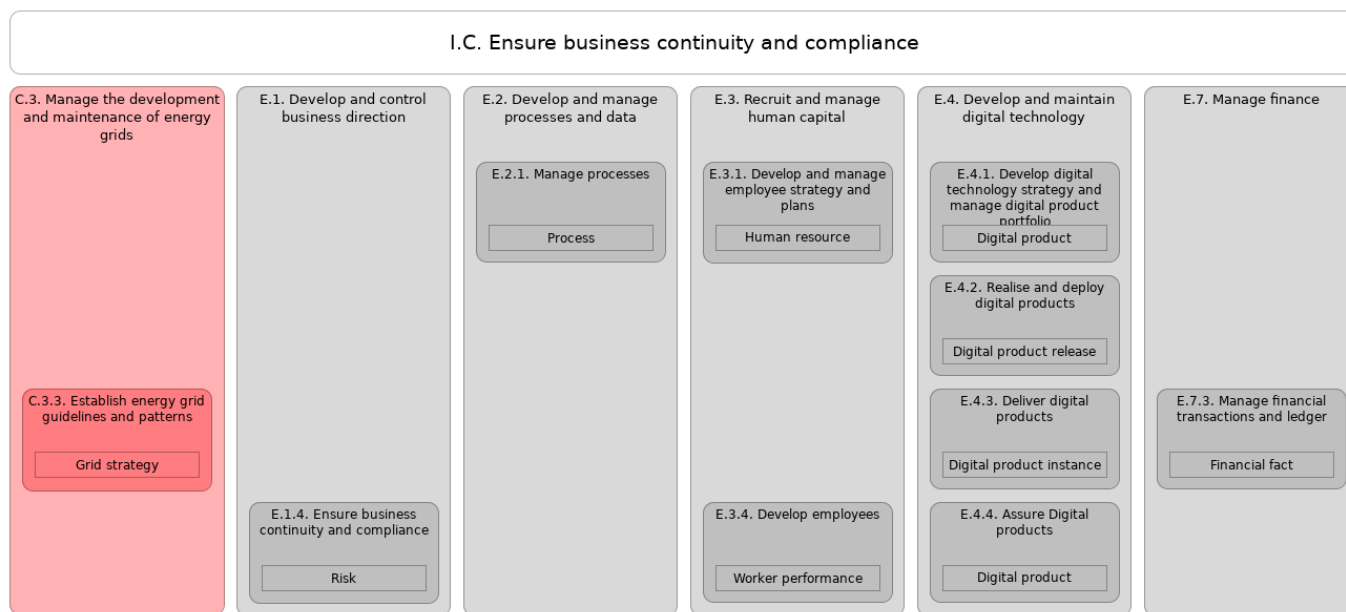 I.C. Ensure business continuity and compliance
C.3. Manage the development
and maintenance of energy
grids
C.3.3. Establish energy grid
guidelines and patterns
Grid strategy
E.1. Develop and control
business direction
E.1.4. Ensure business
continuity and compliance
Risk
E.2. Develop and manage
processes and data
E.2.1. Manage processes
Process
E.3. Recruit and manage
human capital
E.3.1. Develop and manage
employee strategy and
plans
Human resource
E.3.4. Develop employees
Worker performance
E.4. Develop and maintain
digital technology
E.4.1. Develop digital
technology strategy and
manage digital product
portfolio
Digital product
E.4.2. Realise and deploy
digital products
Digital product release
E.4.3. Deliver digital
products
Digital product instance
E.4.4. Assure Digital
products
Digital product
E.7. Manage finance
E.7.3. Manage financial
transactions and ledger
Financial fact